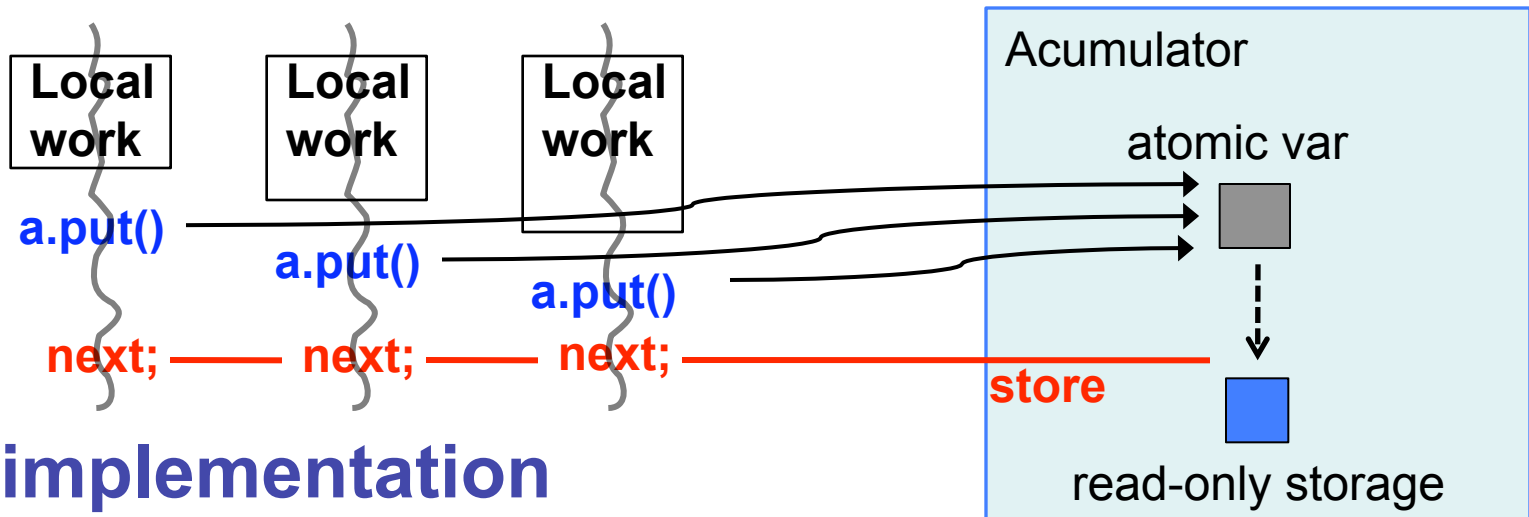 Local
work
Local
work
Local
work
a.put()
a.put()
a.put()
next;
next;
next;
store
Acumulator
atomic var
read-only storage
implementation